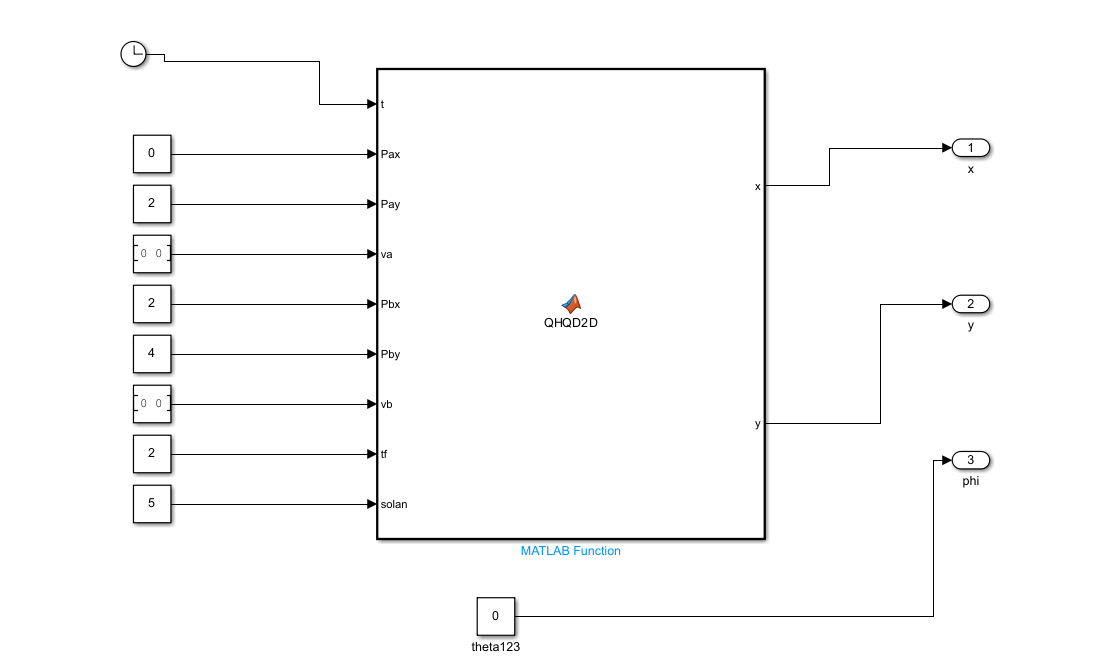 t
0
Pax
2
Pay
[0 0]
va
2
Pbx
4
Pby
[0 0]
vb
2
tf
5
solan
QHQD2D
x
y
MATLAB Function
1
x
2
y
3
phi
0
theta123